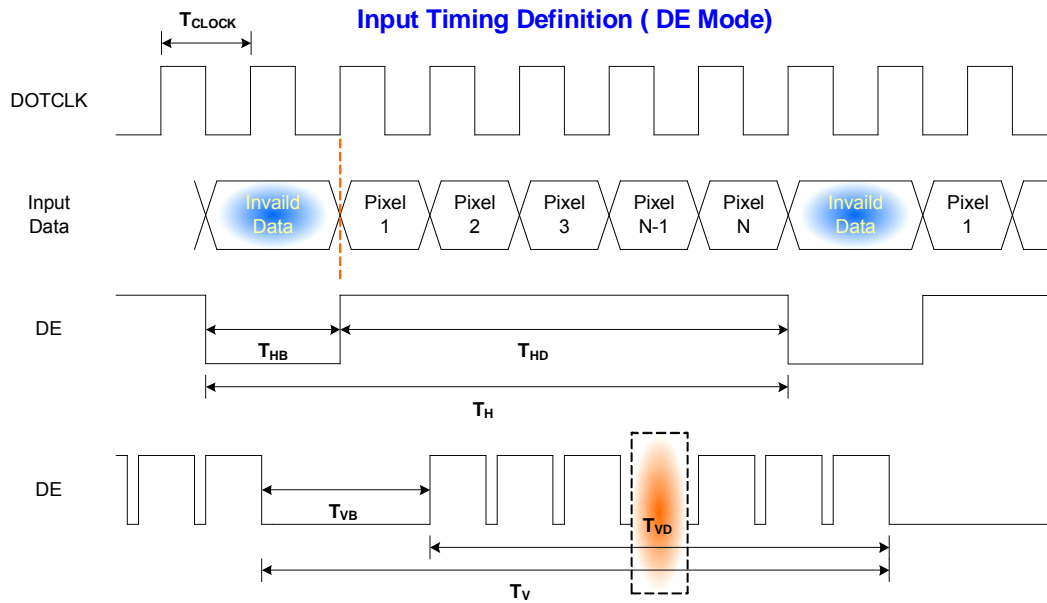 Input Timing Definition ( DE Mode)
TCLOCK
DOTCLK
Input
Data
Invaild
Data
Pixel
1
Pixel
2
Pixel
3
Pixel
N-1
Pixel
N
Invaild
Data
Pixel
1
DE
THB
THD
TH
DE
TVB
TVD
TV